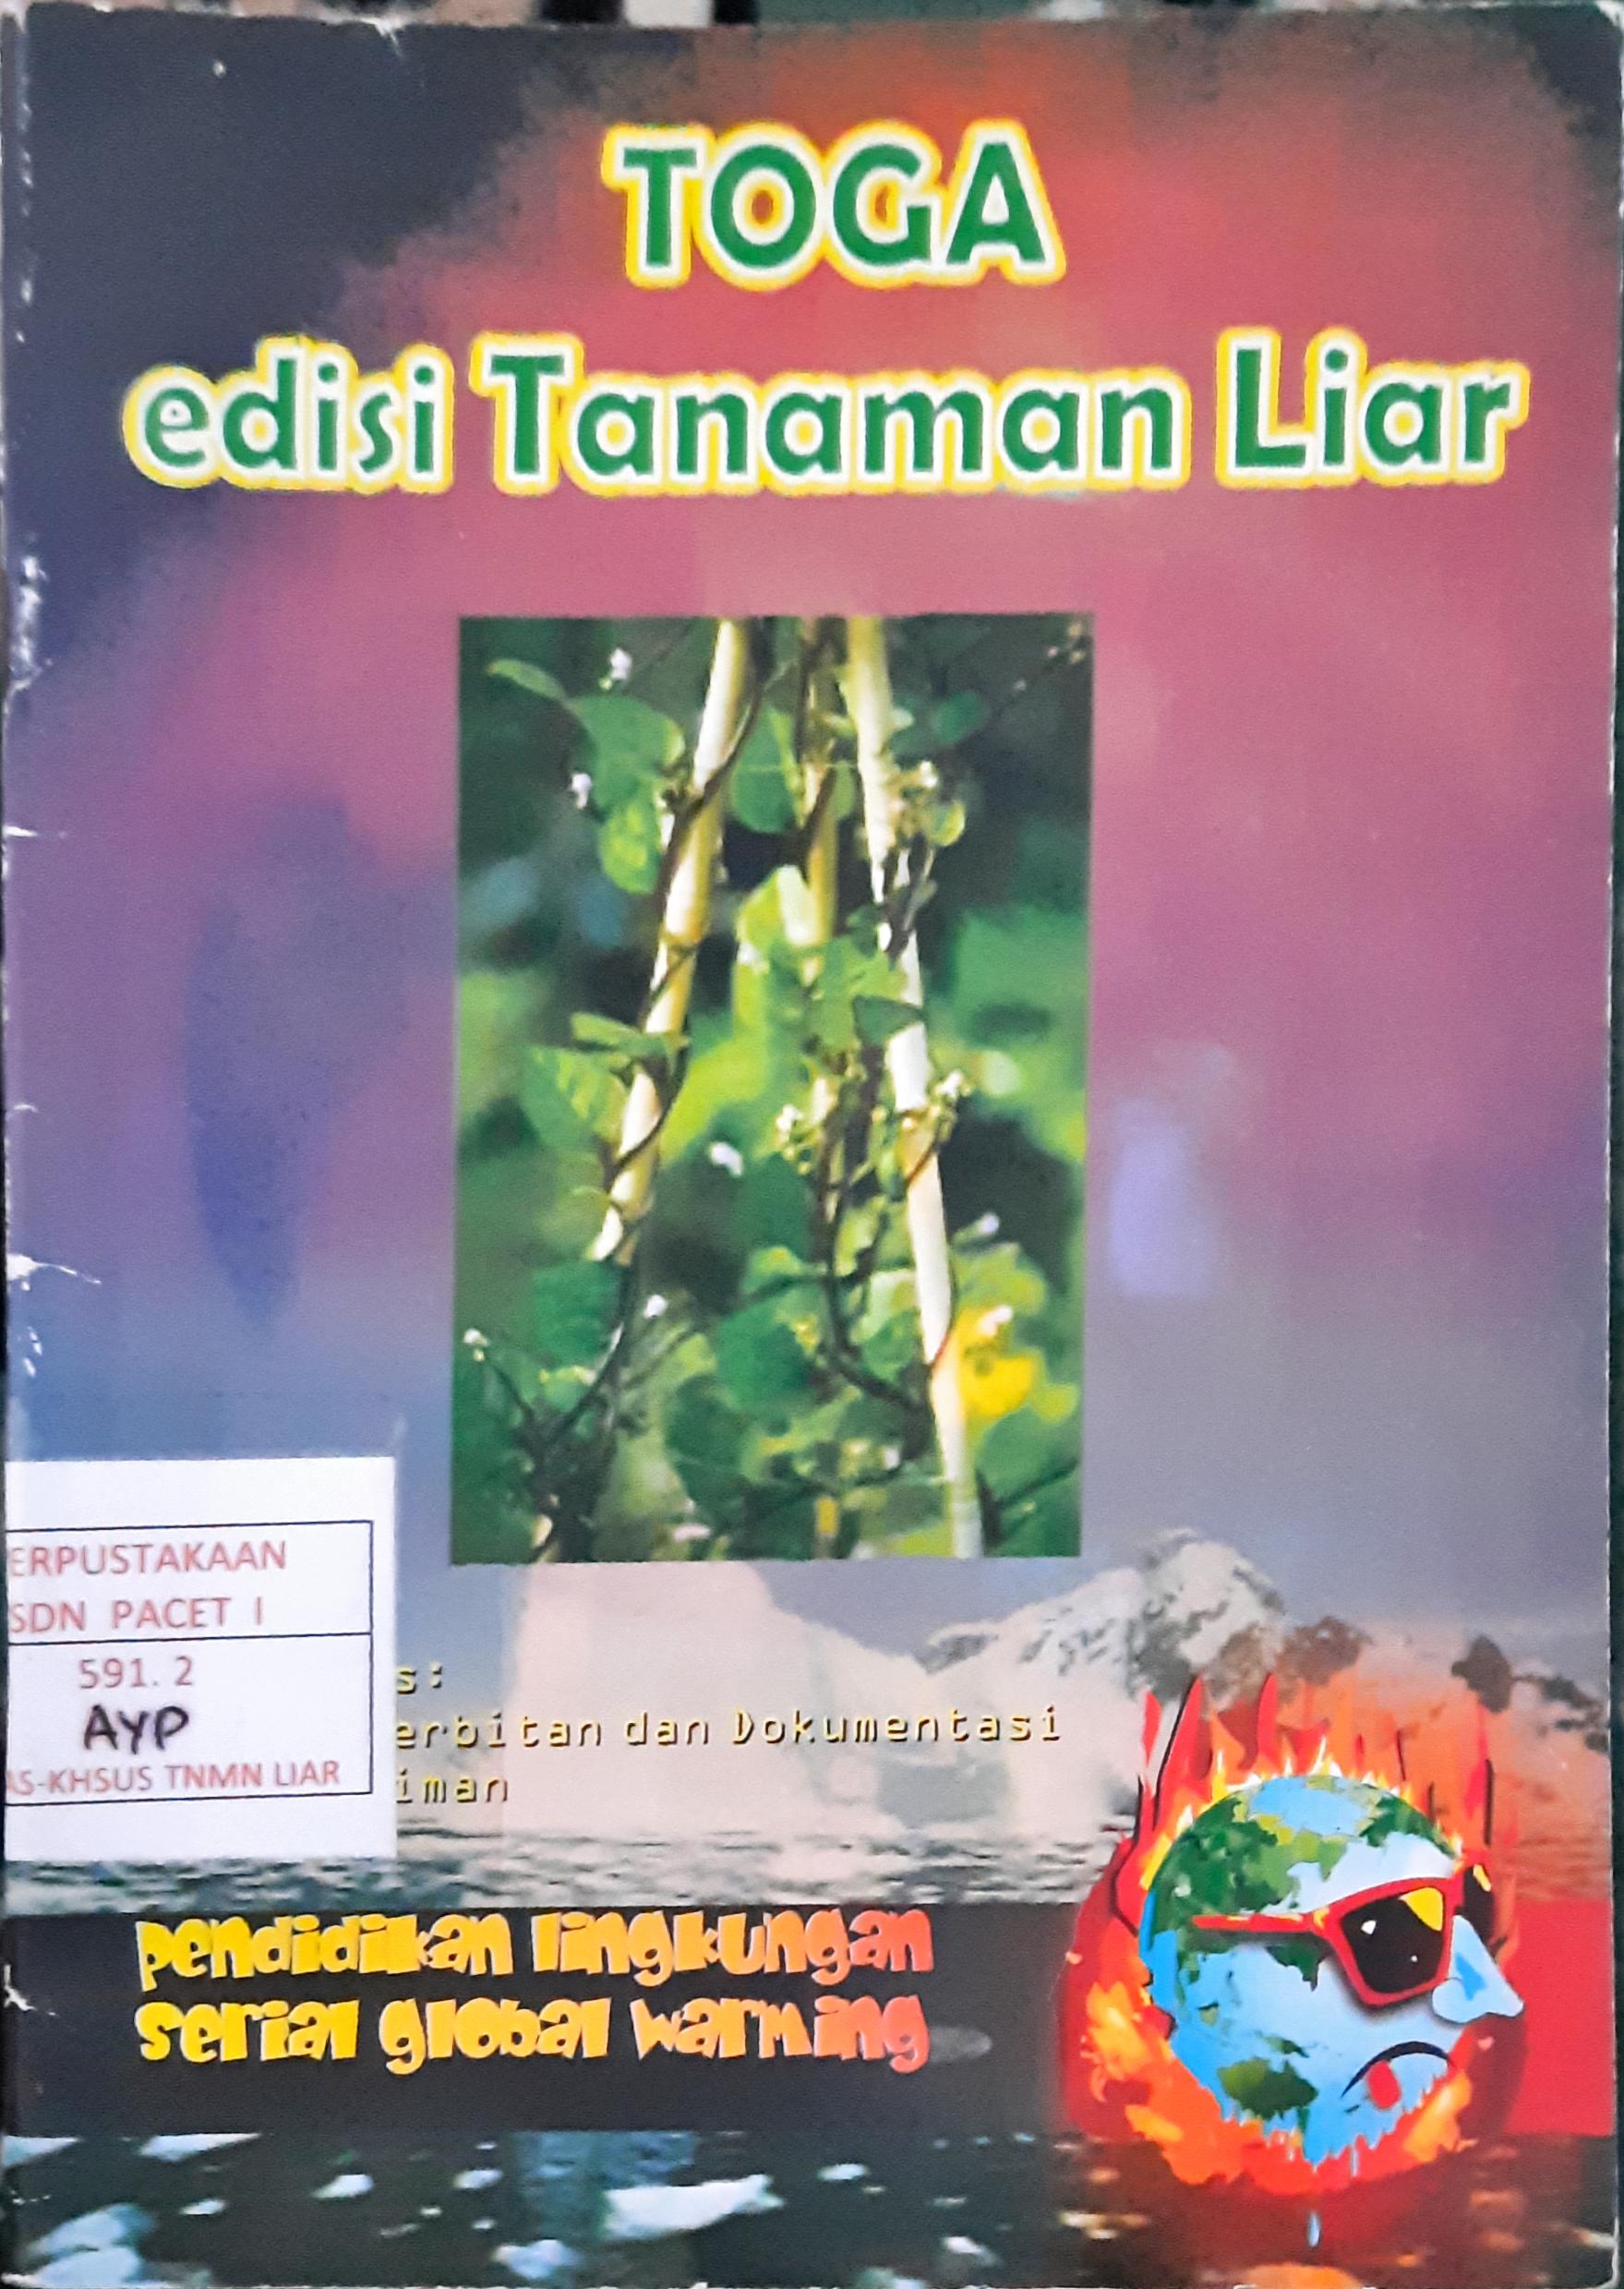 TOGA
edisi Tanaman Liar
ERPUSTAKAAN
SDN PACET I
591. 2
AYP
AS-KHSUS TNMN LIAR
s:
erbitan dan Dokumentasi
iman
pendidikan lingkungan
serial global warming